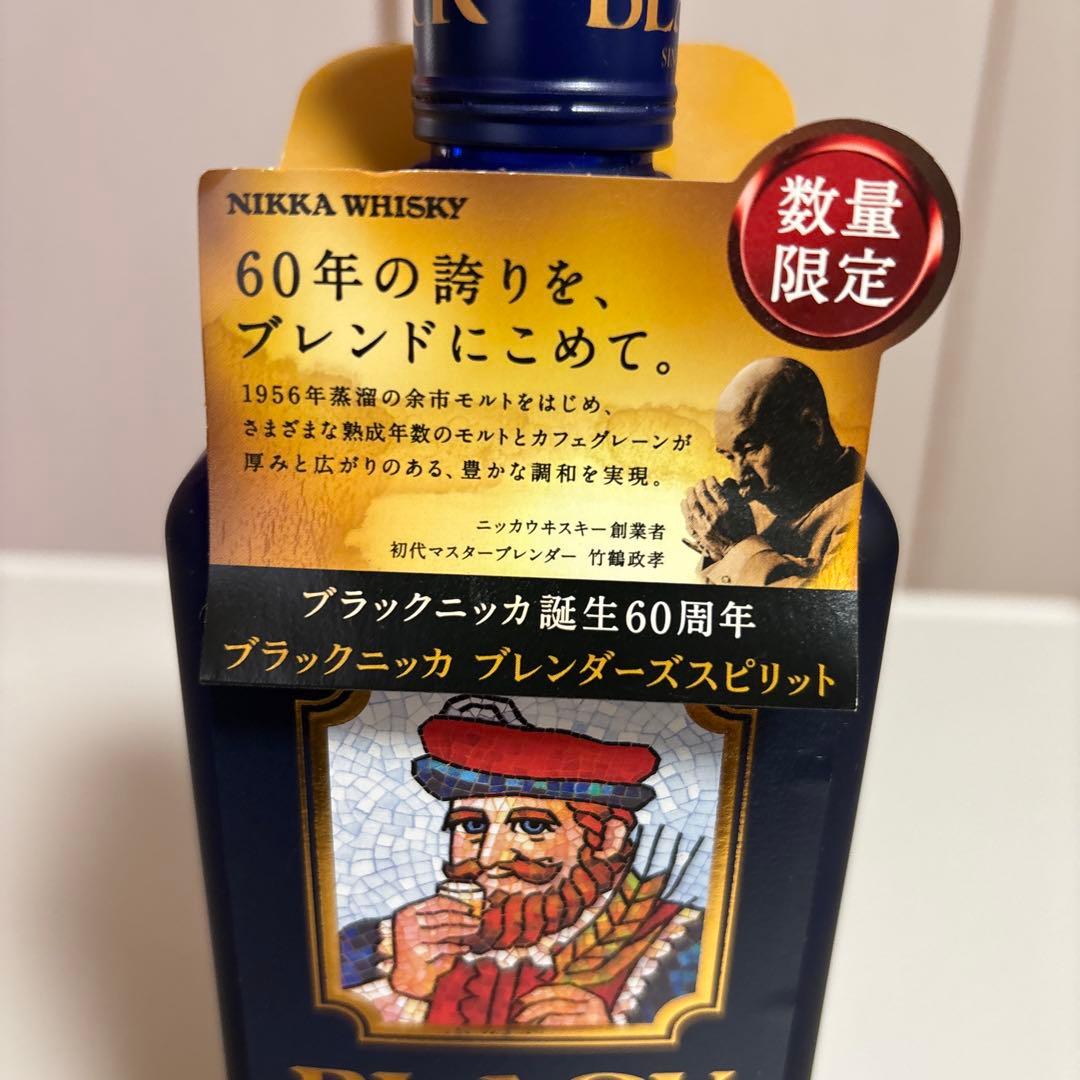 BLACK
NIKKA WHISKY
数量
限定
60年の誇りを、
ブレンドにこめて。
1956年蒸溜の余市モルトをはじめ、
さまざまな熟成年数のモルトとカフェグレーンが
厚みと広がりのある、豊かな調和を実現。
ニッカウヰスキー創業者
初代マスターブレンダー 竹鶴政孝
ブラックニッカ誕生60周年
ブラックニッカ ブレンダーズスピリット
BLACK